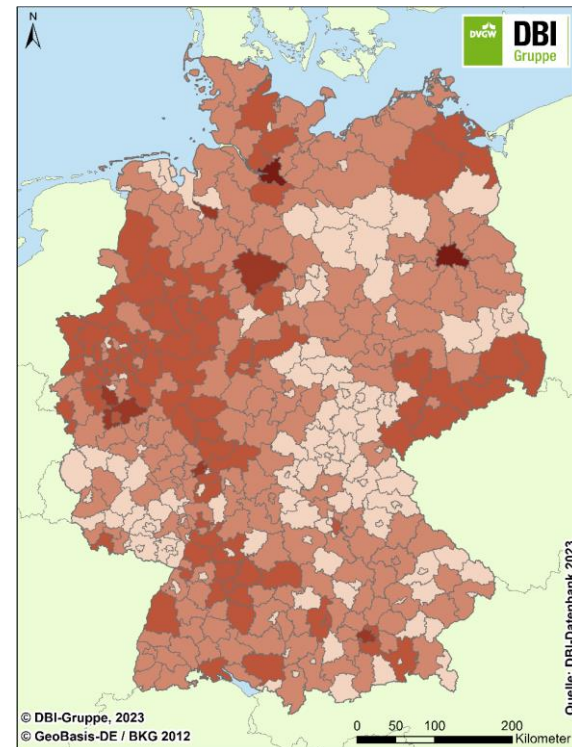 N
DVGW
DBI
Gruppe
Quelle: DBI-Datenbank 2023
© DBI-Gruppe, 2023
© GeoBasis-DE / BKG 2012
0 50 100 200
Kilometer